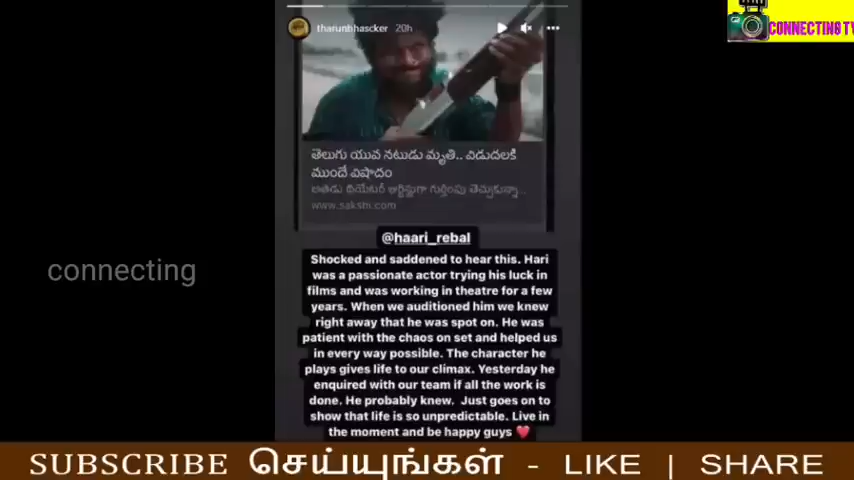 CONNECTING TV
tharunbhascker 20h
తెలుగు యువ నటుడు మృతి.. విడుదలకి
ముందే విషాదం
అతడు థియేటర్ ఆర్టిస్టుగా గుర్తింపు తెచ్చుకున్నా...
www.sakshi.com
@haari_rebal
Shocked and saddened to hear this. Hari
was a passionate actor trying his luck in
films and was working in theatre for a few
years. When we auditioned him we knew
right away that he was spot on. He was
patient with the chaos on set and helped us
in every way possible. The character he
plays gives life to our climax. Yesterday he
enquired with our team if all the work is
done. He probably knew. Just goes on to
show that life is so unpredictable. Live in
the moment and be happy guys ❤️
connecting
SUBSCRIBE செய்யுங்கள் - LIKE | SHARE